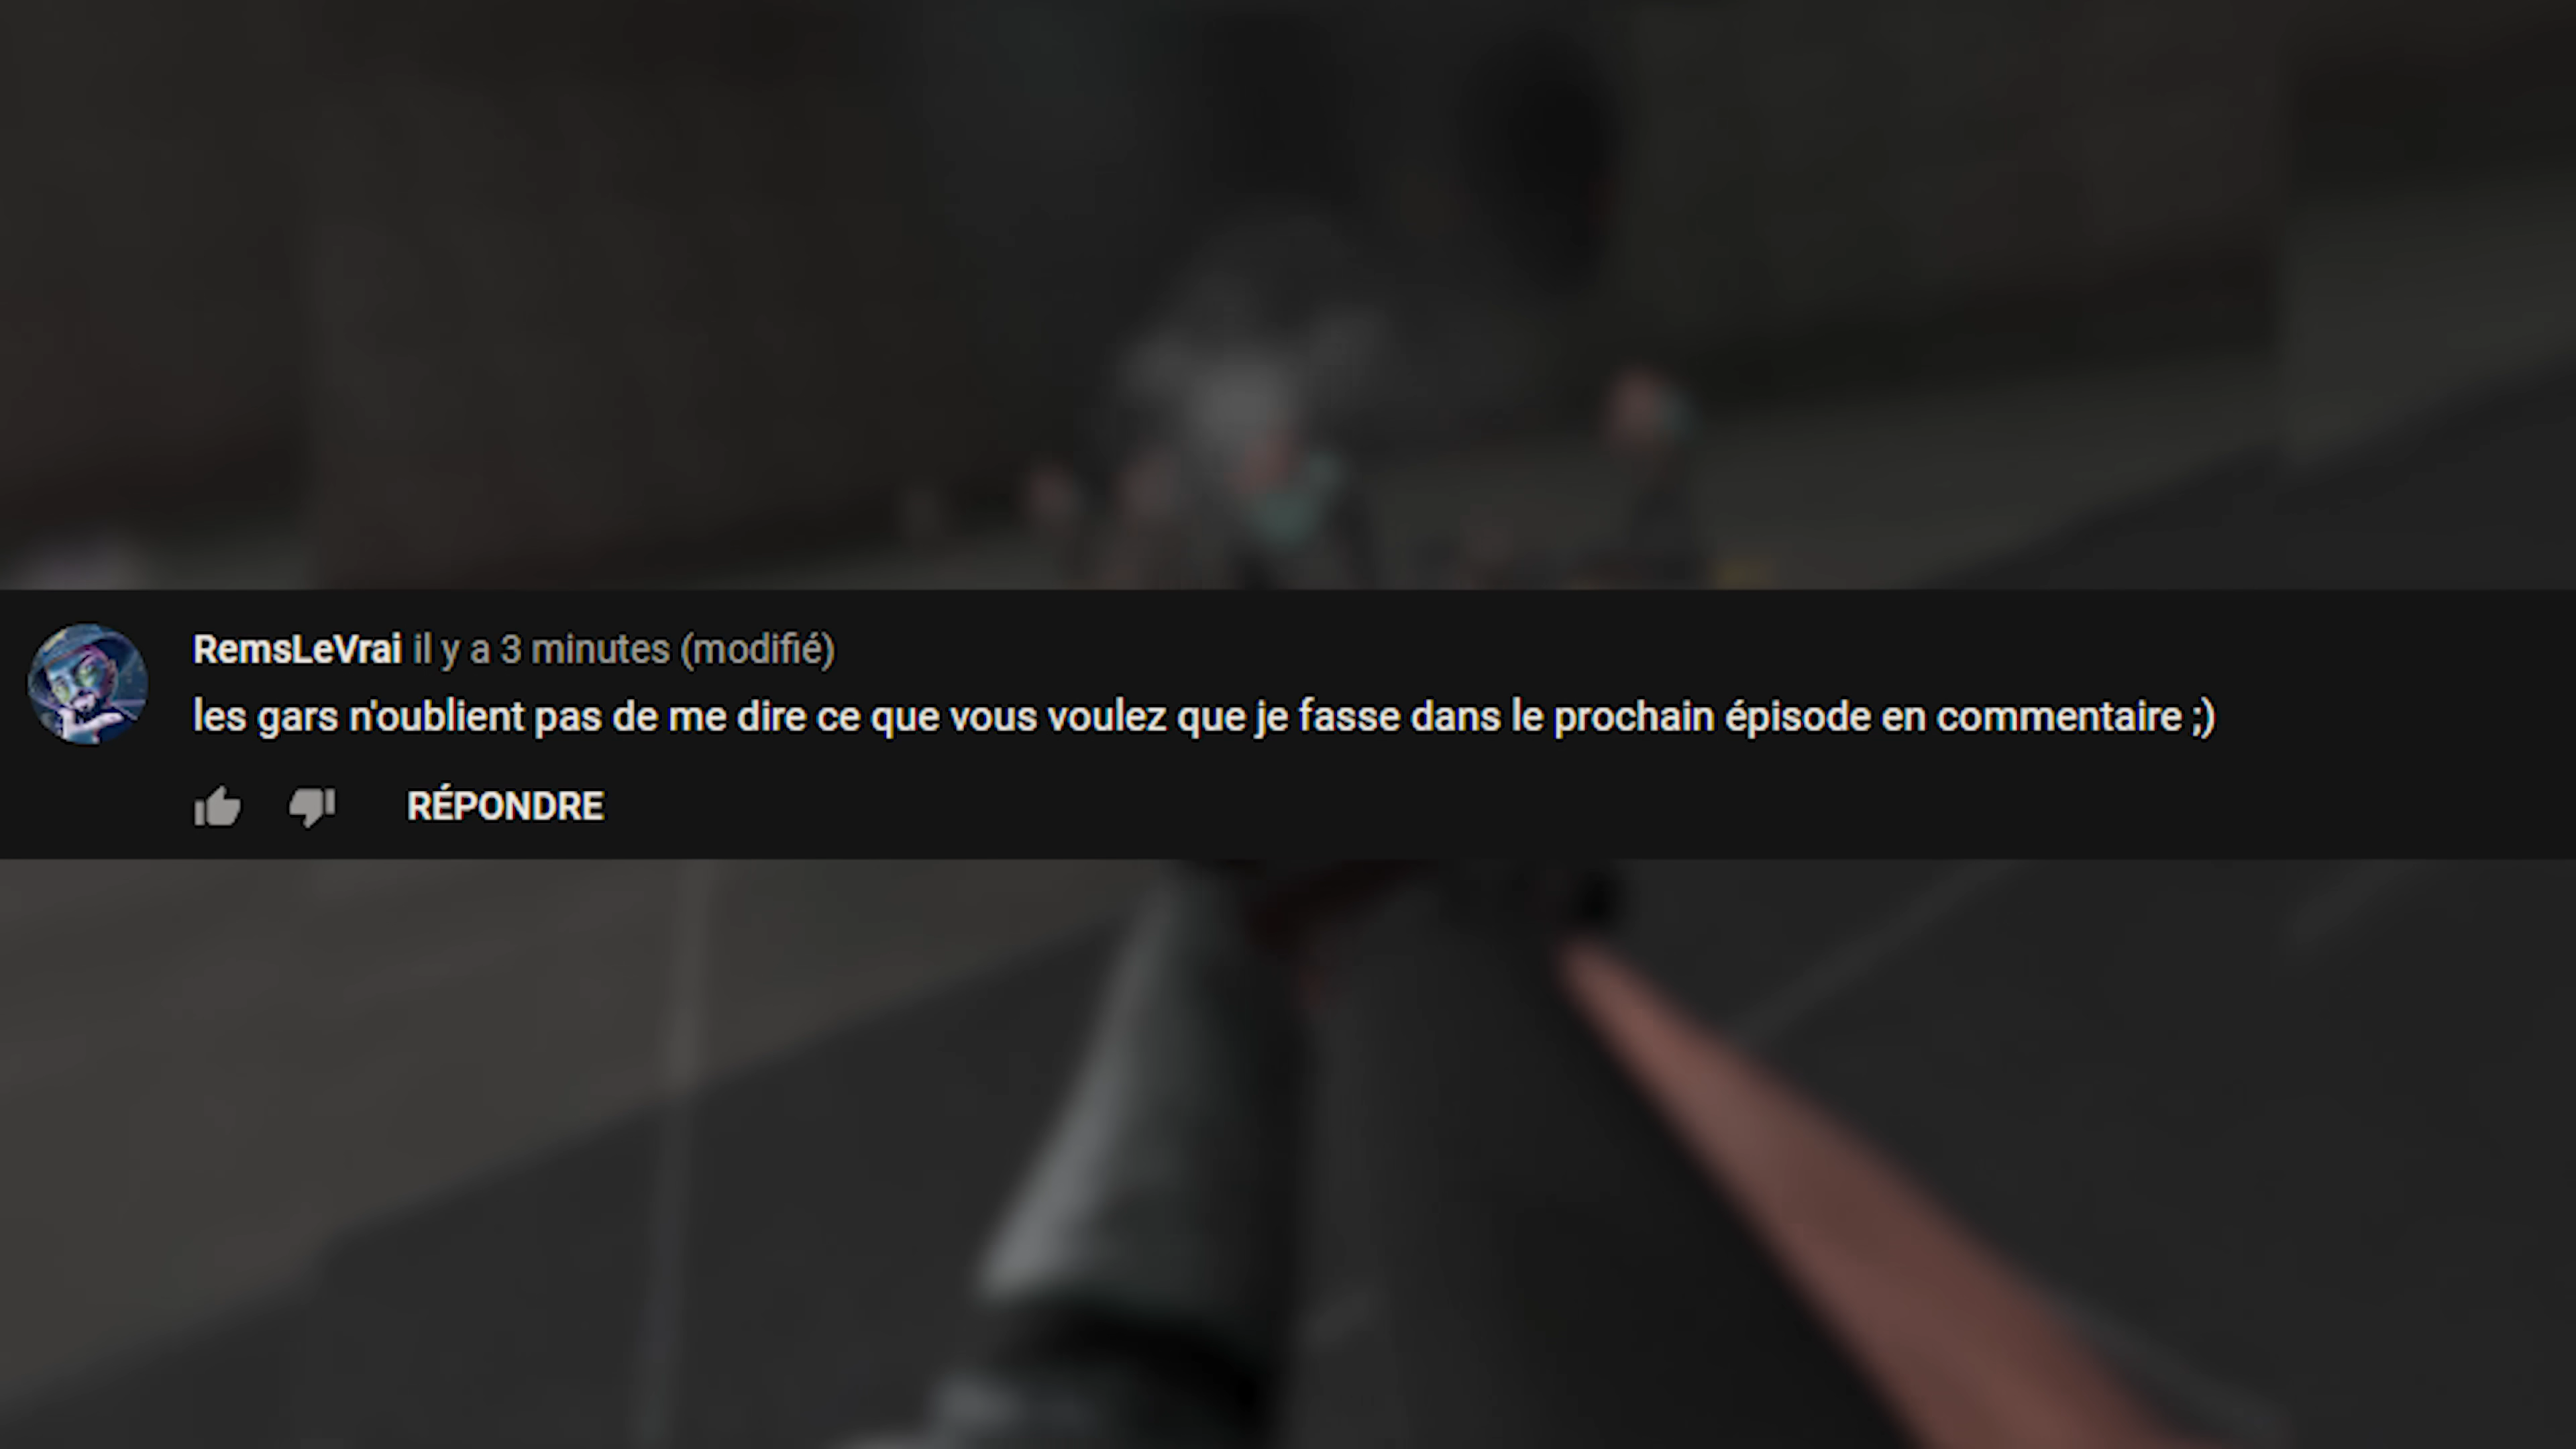 RemsLeVrai il y a 3 minutes (modifié)
les gars n'oublient pas de me dire ce que vous voulez que je fasse dans le prochain épisode en commentaire ;)
RÉPONDRE